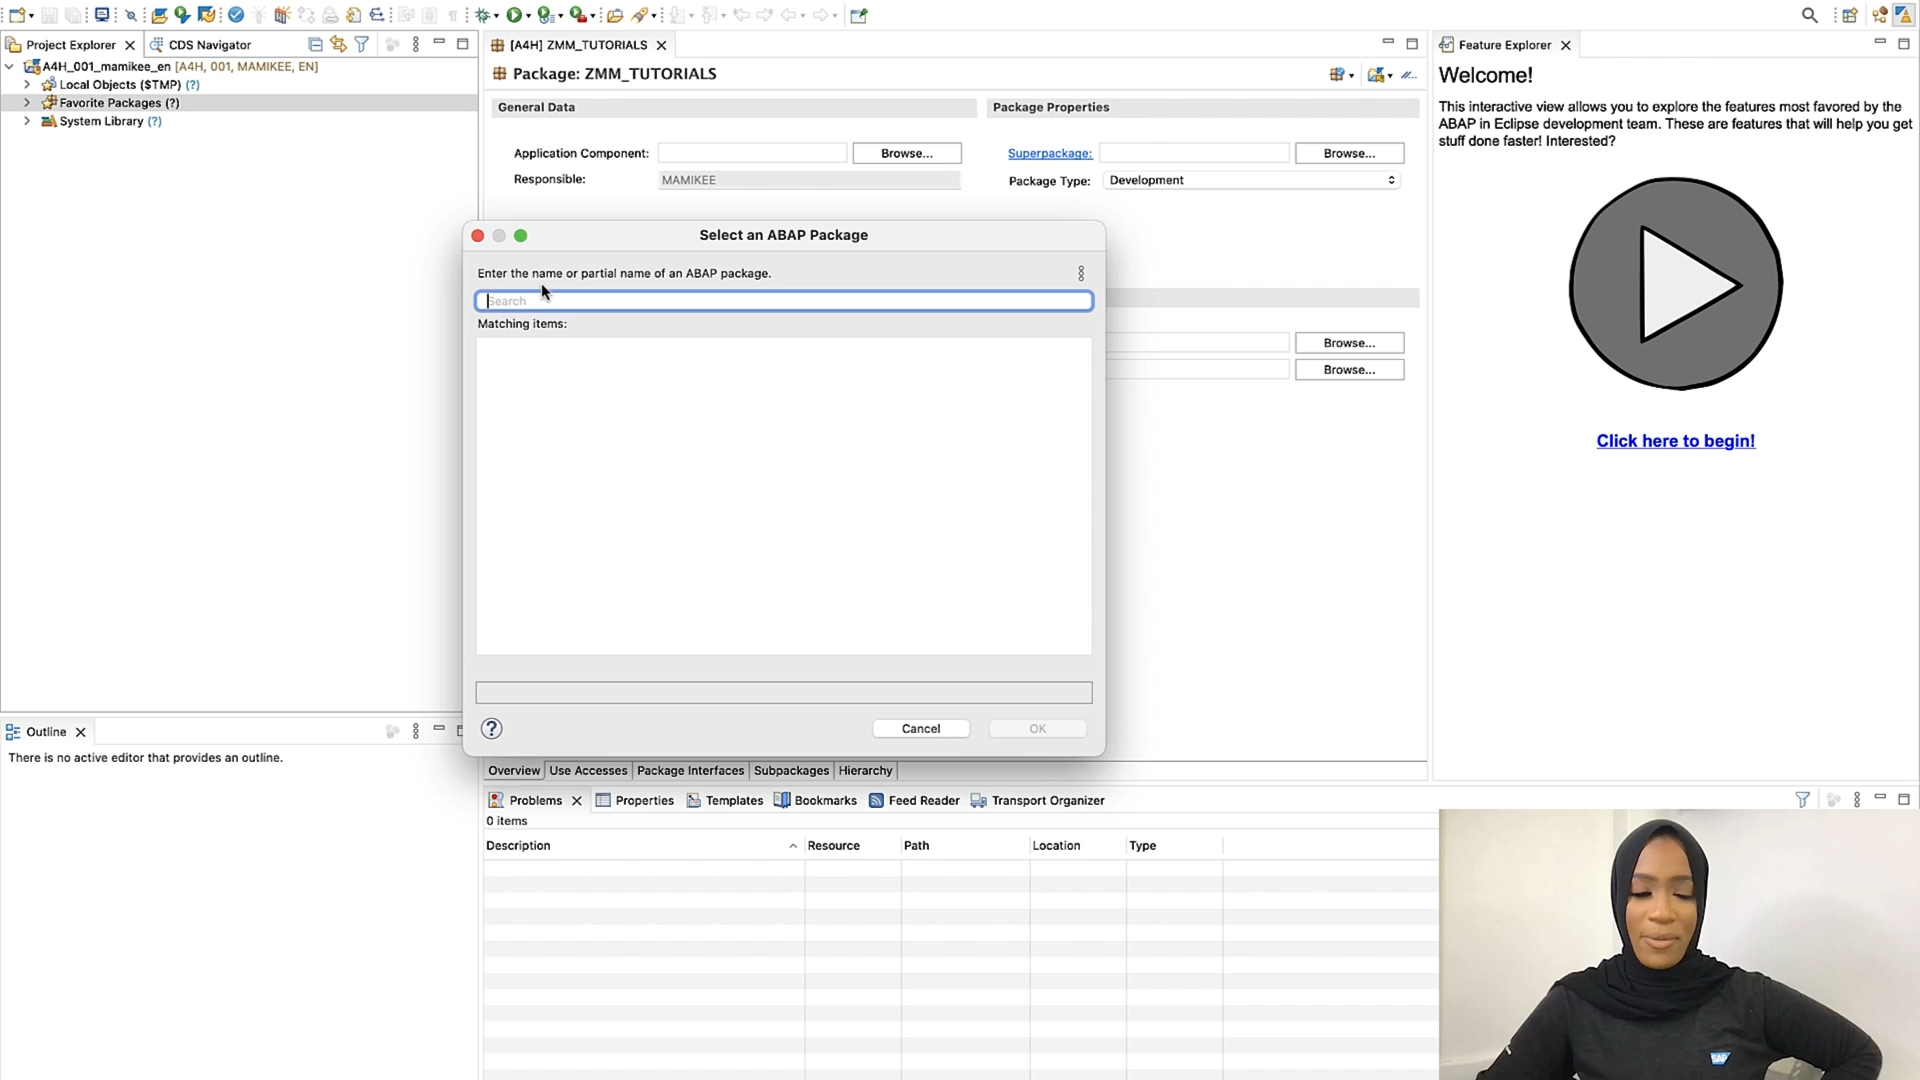 Project Explorer
CDS Navigator
A4H_001_mamikee_en [A4H, 001, MAMIKEE, EN]
Local Objects ($TMP) (?)
Favorite Packages (?)
System Library (?)
[A4H] ZMM_TUTORIALS
Package: ZMM_TUTORIALS
General Data
Package Properties
Application Component:
Browse...
Superpackage:
Browse...
Responsible:
MAMIKEE
Package Type:
Development
Select an ABAP Package
Enter the name or partial name of an ABAP package.
Search
Matching items:
Browse...
Browse...
?
Cancel
OK
Overview
Use Accesses
Package Interfaces
Subpackages
Hierarchy
Feature Explorer
Welcome!
This interactive view allows you to explore the features most favored by the
ABAP in Eclipse development team. These are features that will help you get
stuff done faster! Interested?
Click here to begin!
Outline
There is no active editor that provides an outline.
Problems
Properties
Templates
Bookmarks
Feed Reader
Transport Organizer
0 items
Description
Resource
Path
Location
Type
SAP